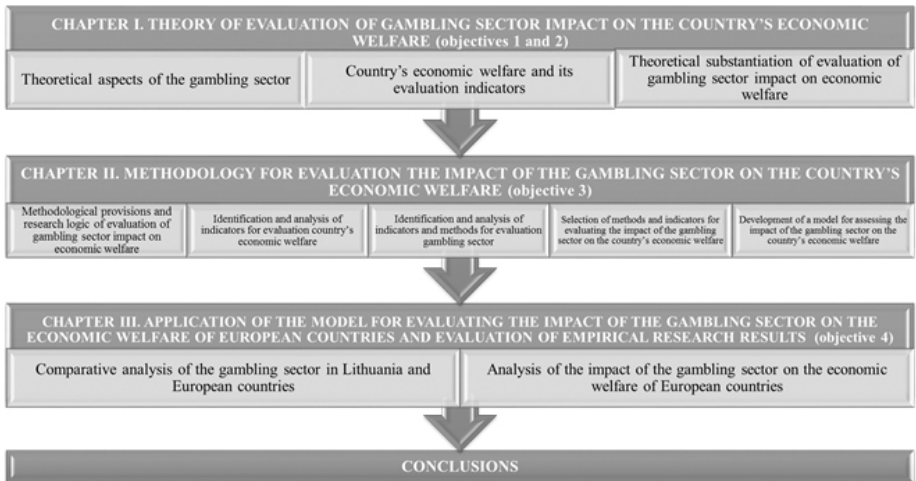 CHAPTER I. THEORY OF EVALUATION OF GAMBLING SECTOR IMPACT ON THE COUNTRY'S ECONOMIC
WELFARE (objectives 1 and 2)
Theoretical aspects of the gambling sector
Country's economic welfare and its
evaluation indicators
Theoretical substantiation of evaluation of
gambling sector impact on economic
welfare
CHAPTER II. METHODOLOGY FOR EVALUATION THE IMPACT OF THE GAMBLING SECTOR ON THE COUNTRY'S
ECONOMIC WELFARE (objective 3)
Methodological provisions and
research logic of evaluation of
gambling sector impact on
economic welfare
Identification and analysis of
indicators for evaluation country's
economic welfare
Identification and analysis of
indicators and methods for evaluation
gambling sector
Selection of methods and indicators for
evaluating the impact of the gambling
sector on the country's economic welfare
Development of a model for assessing the
impact of the gambling sector on the
country's economic welfare
CHAPTER III. APPLICATION OF THE MODEL FOR EVALUATING THE IMPACT OF THE GAMBLING SECTOR ON THE
ECONOMIC WELFARE OF EUROPEAN COUNTRIES AND EVALUATION OF EMPIRICAL RESEARCH RESULTS (objective 4)
Comparative analysis of the gambling sector in Lithuania and
European countries
Analysis of the impact of the gambling sector on the economic
welfare of European countries
CONCLUSIONS